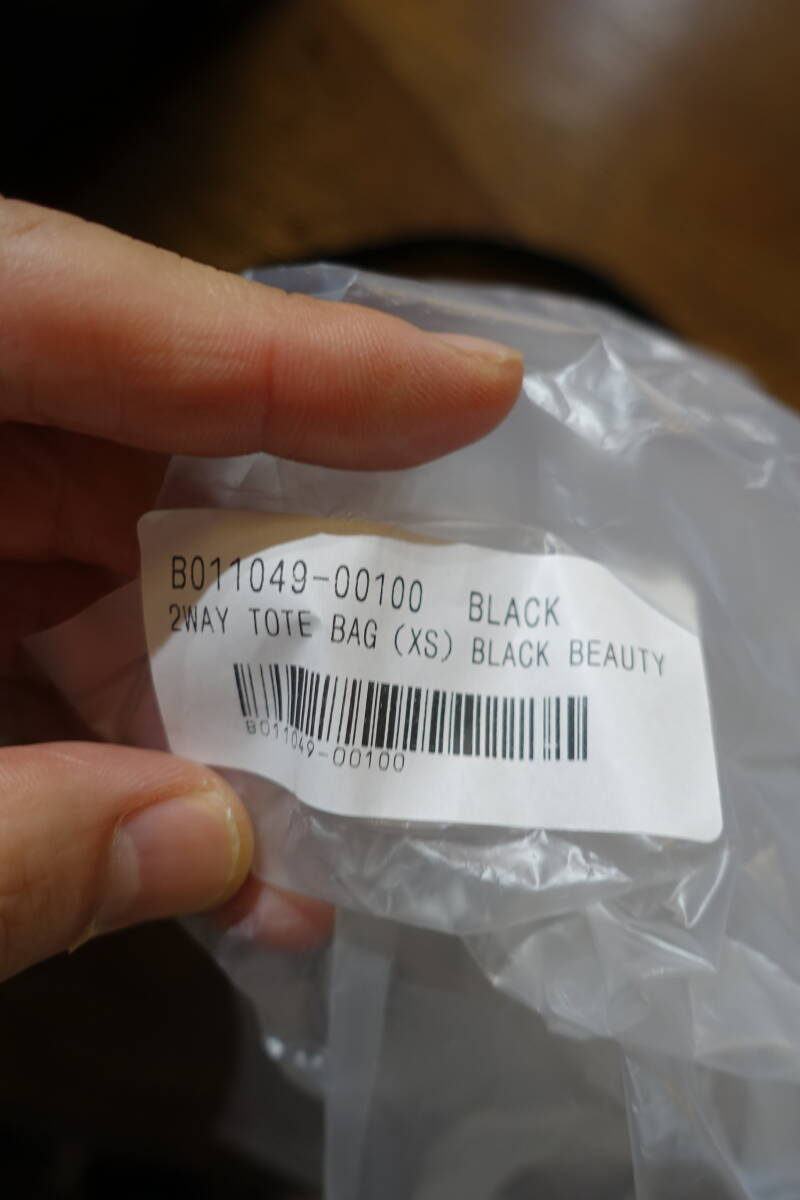 B011049-00100 BLACK
2WAY TOTE BAG (XS) BLACK BEAUTY
B011049-00100